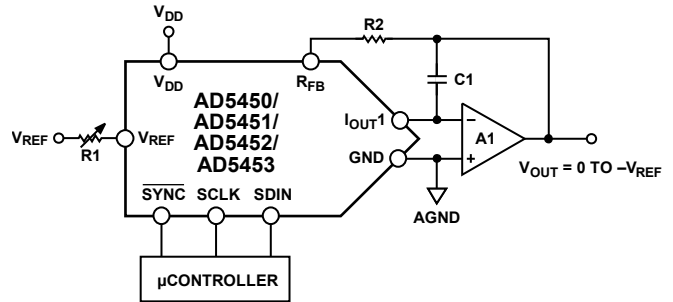 VDD
R2
VDD
RFB
C1
AD5450/
AD5451/
AD5452/
AD5453
VREF
R1
VREF
IOUT1
GND
A1
VOUT = 0 TO –VREF
AGND
SYNC SCLK SDIN
µCONTROLLER